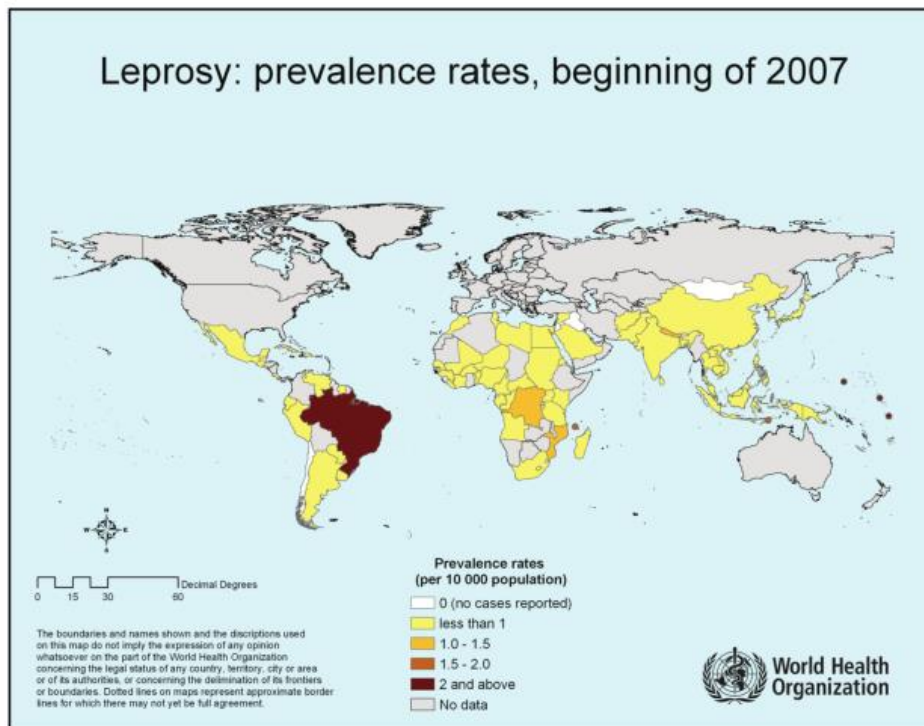 Leprosy: prevalence rates, beginning of 2007
N
W
E
S
Decimal Degrees
0 15 30 60
The boundaries and names shown and the discriptions used
on this map do not imply the expression of any opinion
whatsoever on the part of the World Health Organization
concerning the legal status of any country, territory, city or area
or of its authorities, or concerning the delimination of its frontiers
or boundaries. Dotted lines on maps represent approximate border
lines for which there may not yet be full agreement.
Prevalence rates
(per 10 000 population)
0 (no cases reported)
less than 1
1.0 - 1.5
1.5 - 2.0
2 and above
No data
World Health
Organization